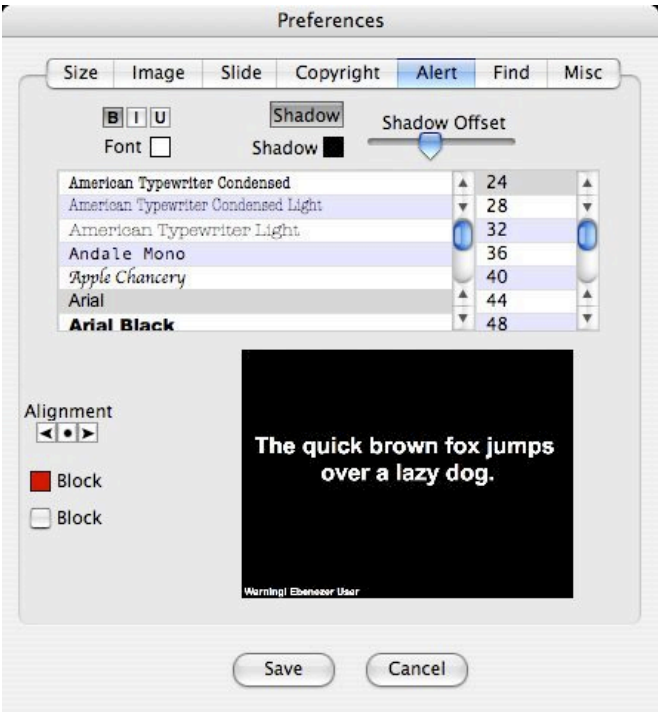 Preferences
Size Image Slide Copyright Alert Find Misc
B I U Shadow Shadow Offset
Font Shadow
American Typewriter Condensed 24
American Typewriter Condensed Light 28
American Typewriter Light 32
Andale Mono 36
Apple Chancery 40
Arial 44
Arial Black 48
Alignment
Block
Block
The quick brown fox jumps
over a lazy dog.
Warning! Ebenezer User
Save Cancel